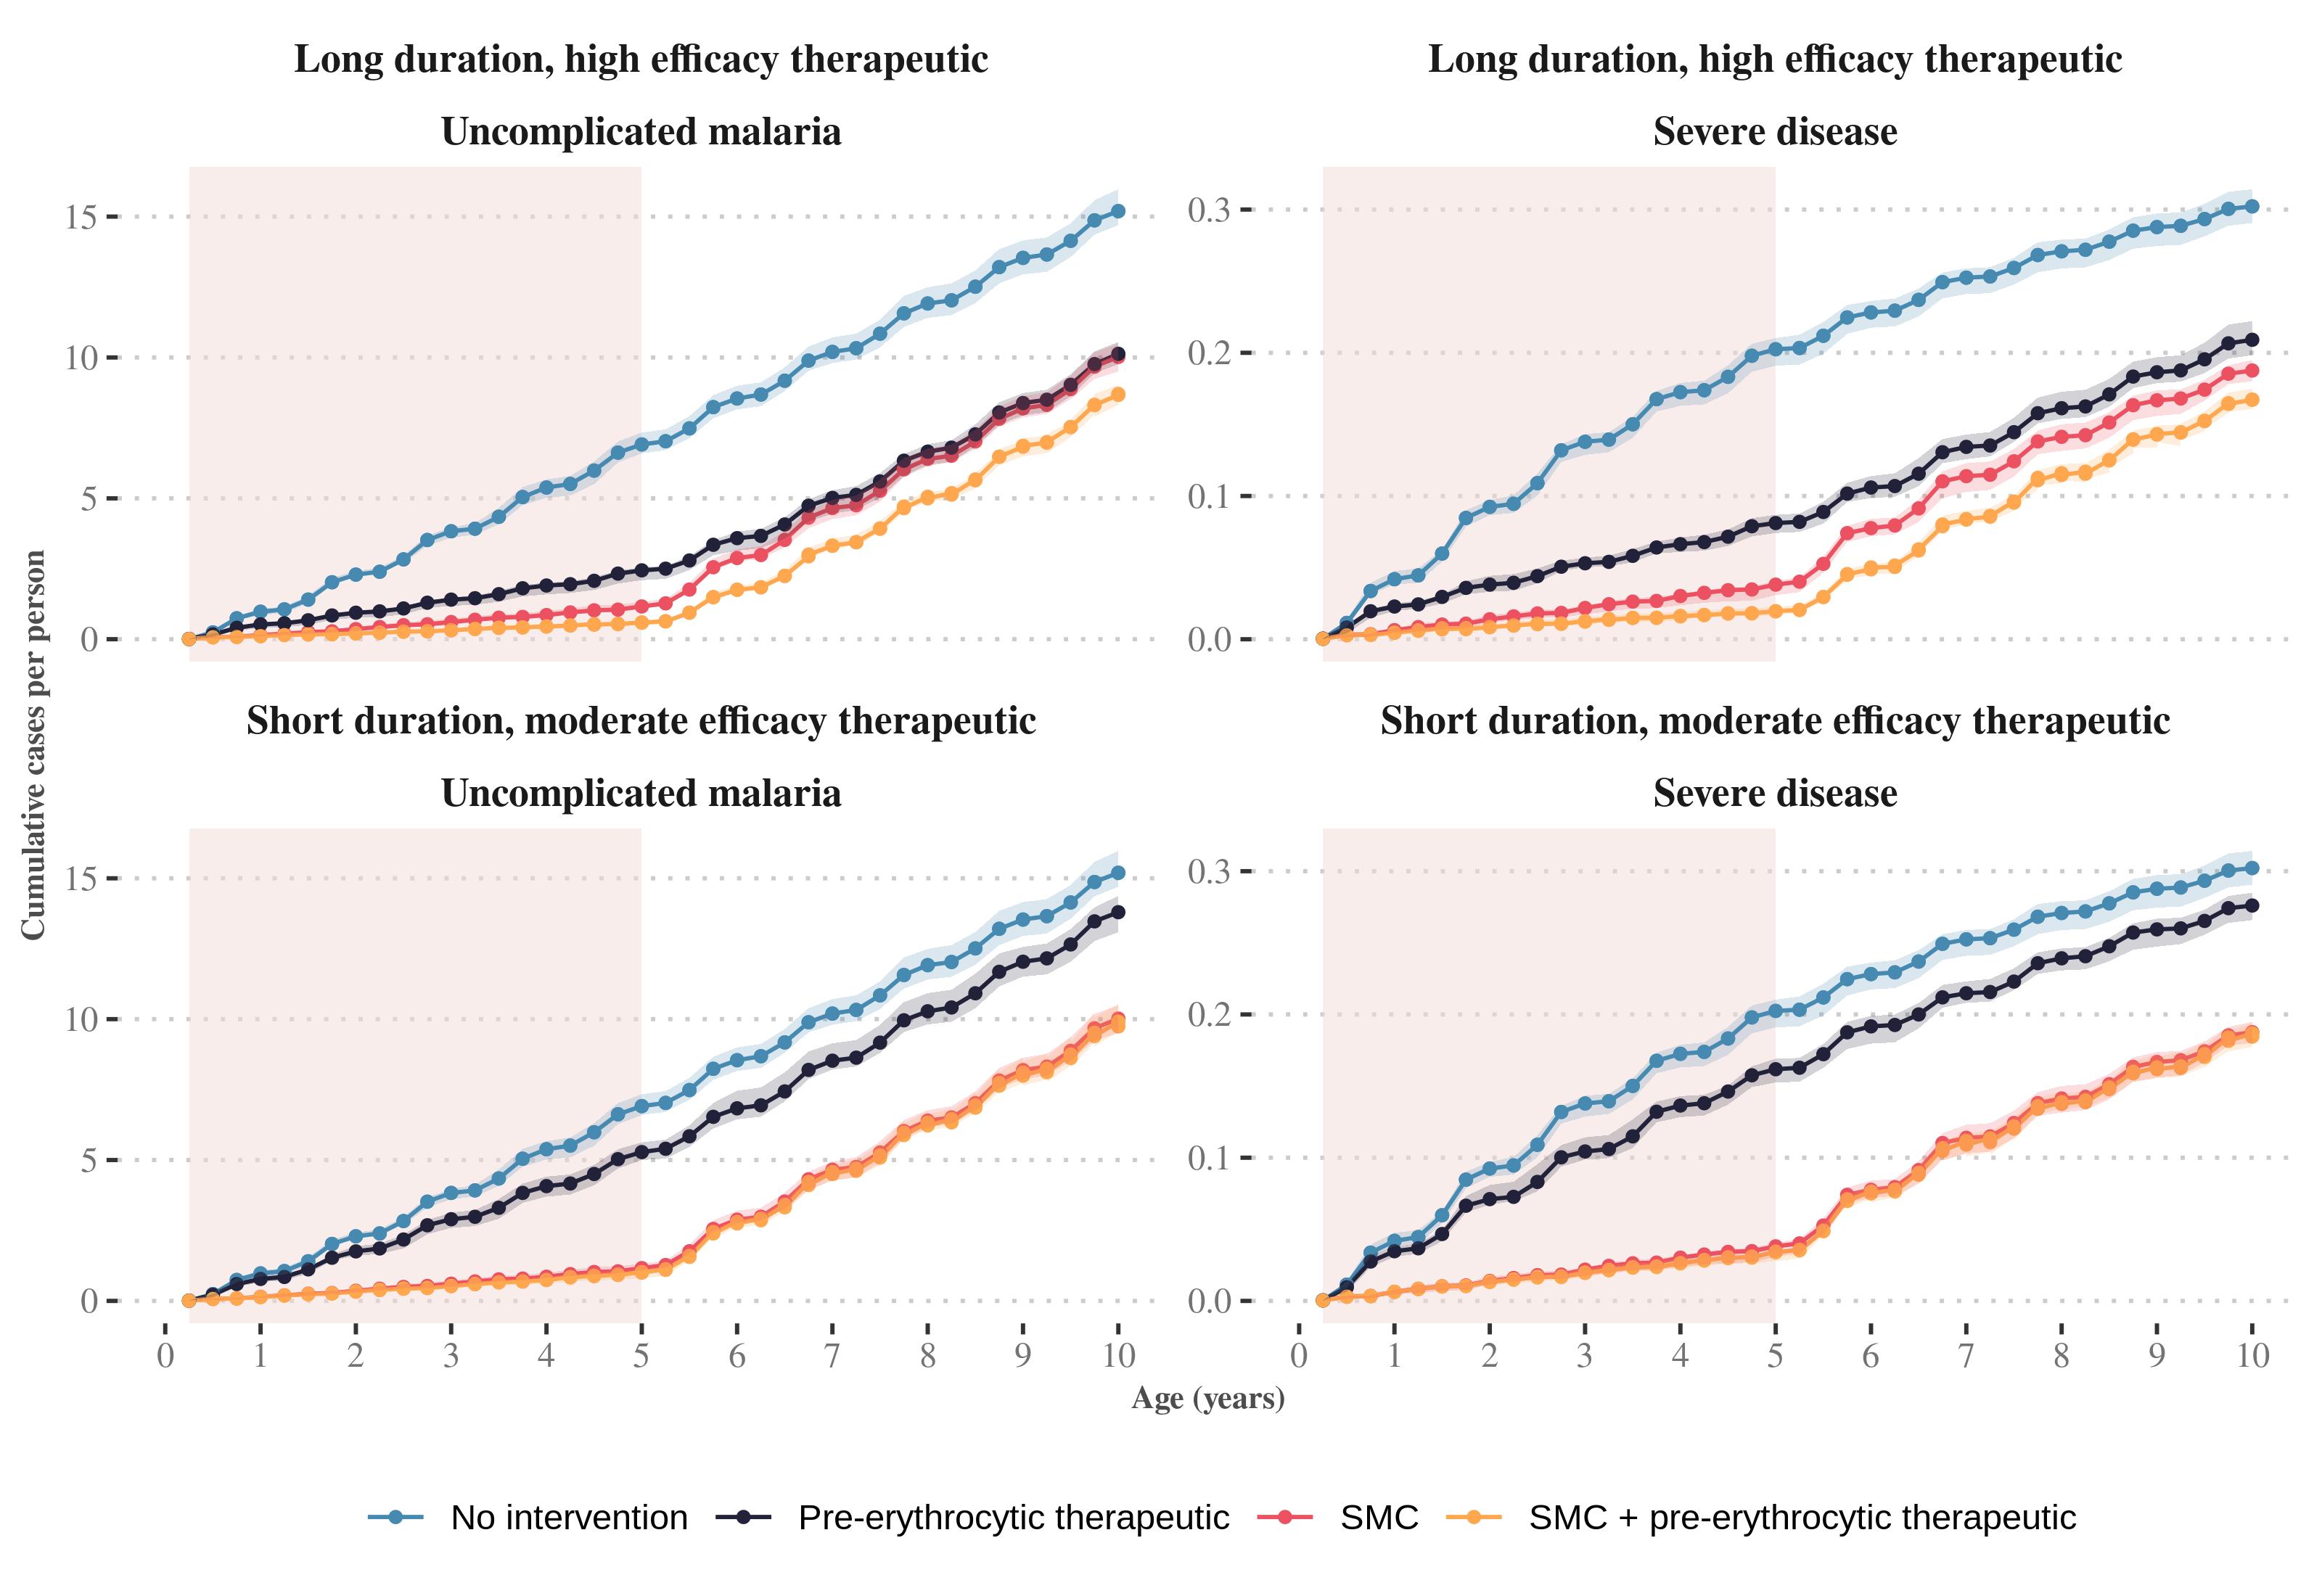 Long duration, high efficacy therapeutic
Uncomplicated malaria
Long duration, high efficacy therapeutic
Severe disease
15
10
5
0
0.3
0.2
0.1
0.0
Cumulative cases per person
Short duration, moderate efficacy therapeutic
Uncomplicated malaria
Short duration, moderate efficacy therapeutic
Severe disease
15
10
5
0
0.3
0.2
0.1
0.0
0 1 2 3 4 5 6 7 8 9 10
0 1 2 3 4 5 6 7 8 9 10
Age (years)
No intervention Pre-erythrocytic therapeutic SMC SMC + pre-erythrocytic therapeutic